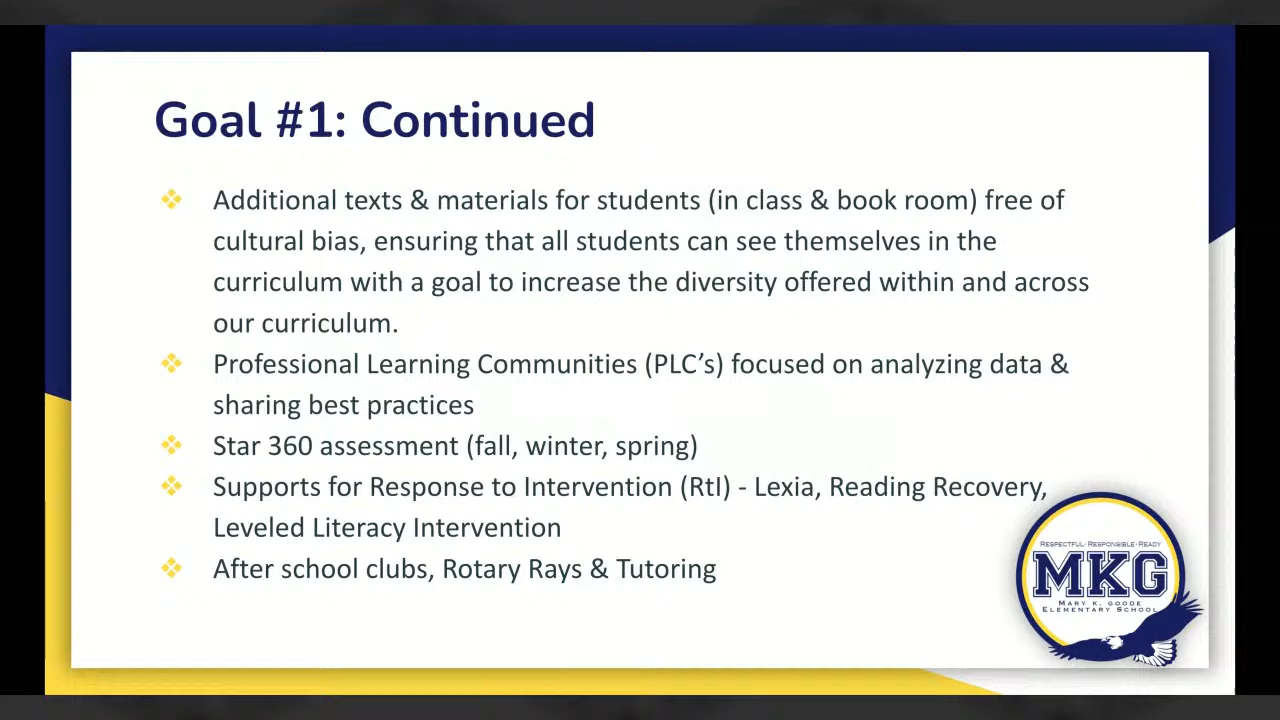 Goal #1: Continued
Additional texts & materials for students (in class & book room) free of
cultural bias, ensuring that all students can see themselves in the
curriculum with a goal to increase the diversity offered within and across
our curriculum.
Professional Learning Communities (PLC’s) focused on analyzing data &
sharing best practices
Star 360 assessment (fall, winter, spring)
Supports for Response to Intervention (RtI) - Lexia, Reading Recovery,
Leveled Literacy Intervention
After school clubs, Rotary Rays & Tutoring
Respectful·Responsible·Ready
MKG
Mary K. Goode
Elementary School